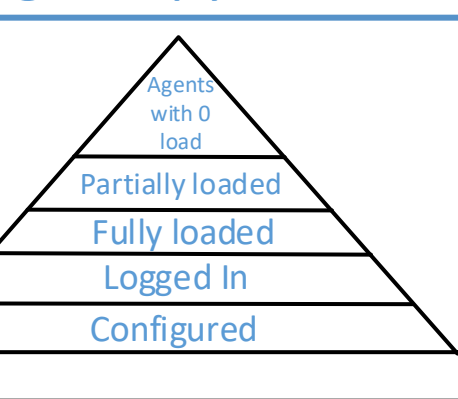 Agents
with 0
load
Partially loaded
Fully loaded
Logged In
Configured